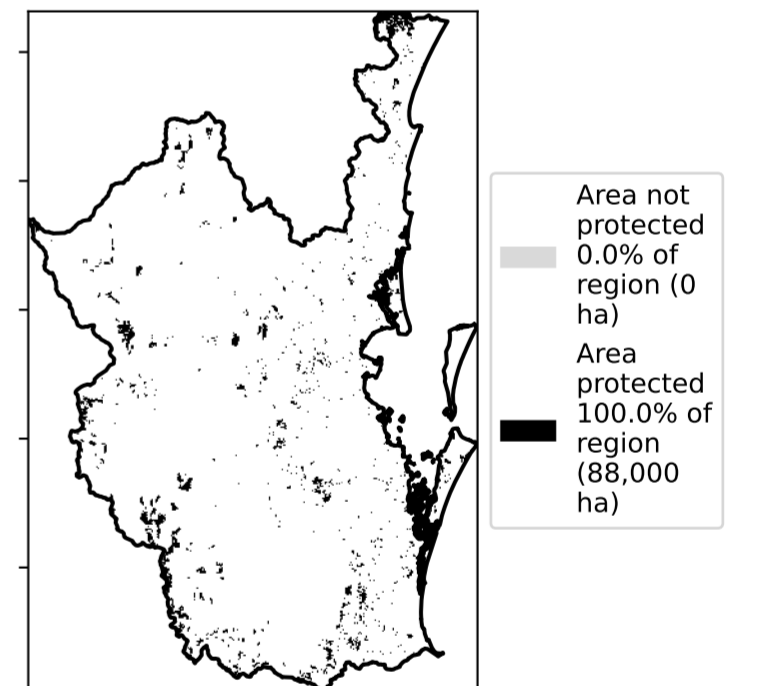 Area not
protected
0.0% of
region (0
ha)
Area
protected
100.0% of
region
(88,000
ha)